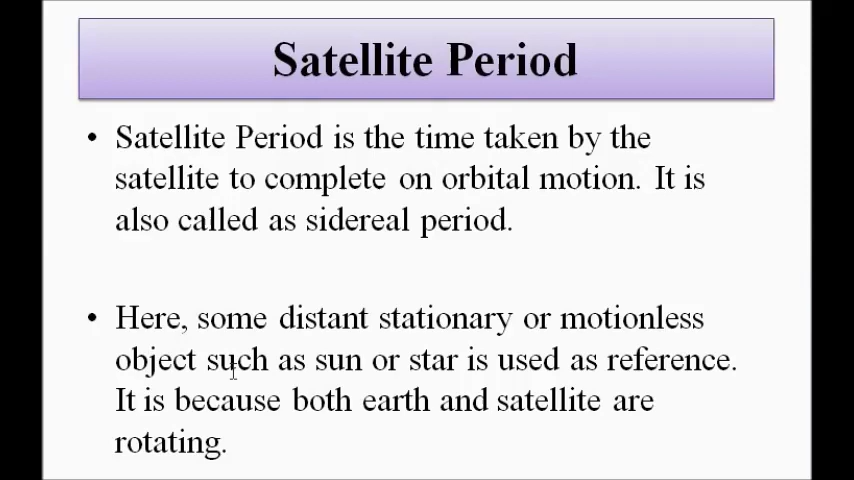 Satellite Period
• Satellite Period is the time taken by the
satellite to complete on orbital motion. It is
also called as sidereal period.
• Here, some distant stationary or motionless
object such as sun or star is used as reference.
It is because both earth and satellite are
rotating.